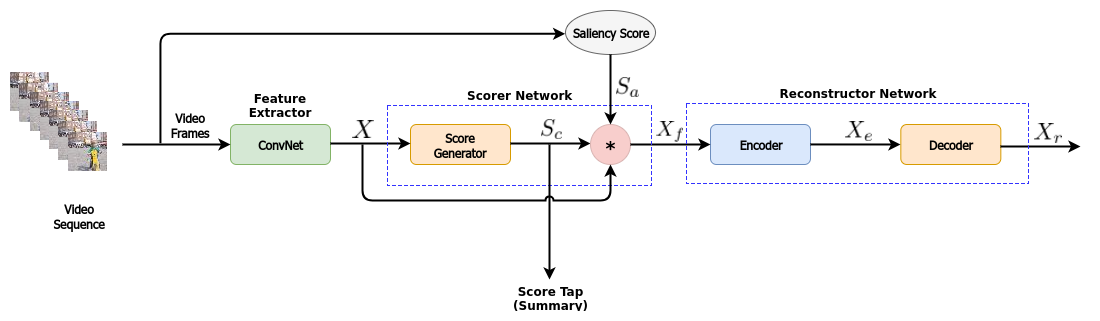 Saliency Score
S_a
Scorer Network
Reconstructor Network
Feature
Extractor
Video
Frames
ConvNet
X
Score
Generator
S_c
*
X_f
Encoder
X_e
Decoder
X_r
Video
Sequence
Score Tap
(Summary)